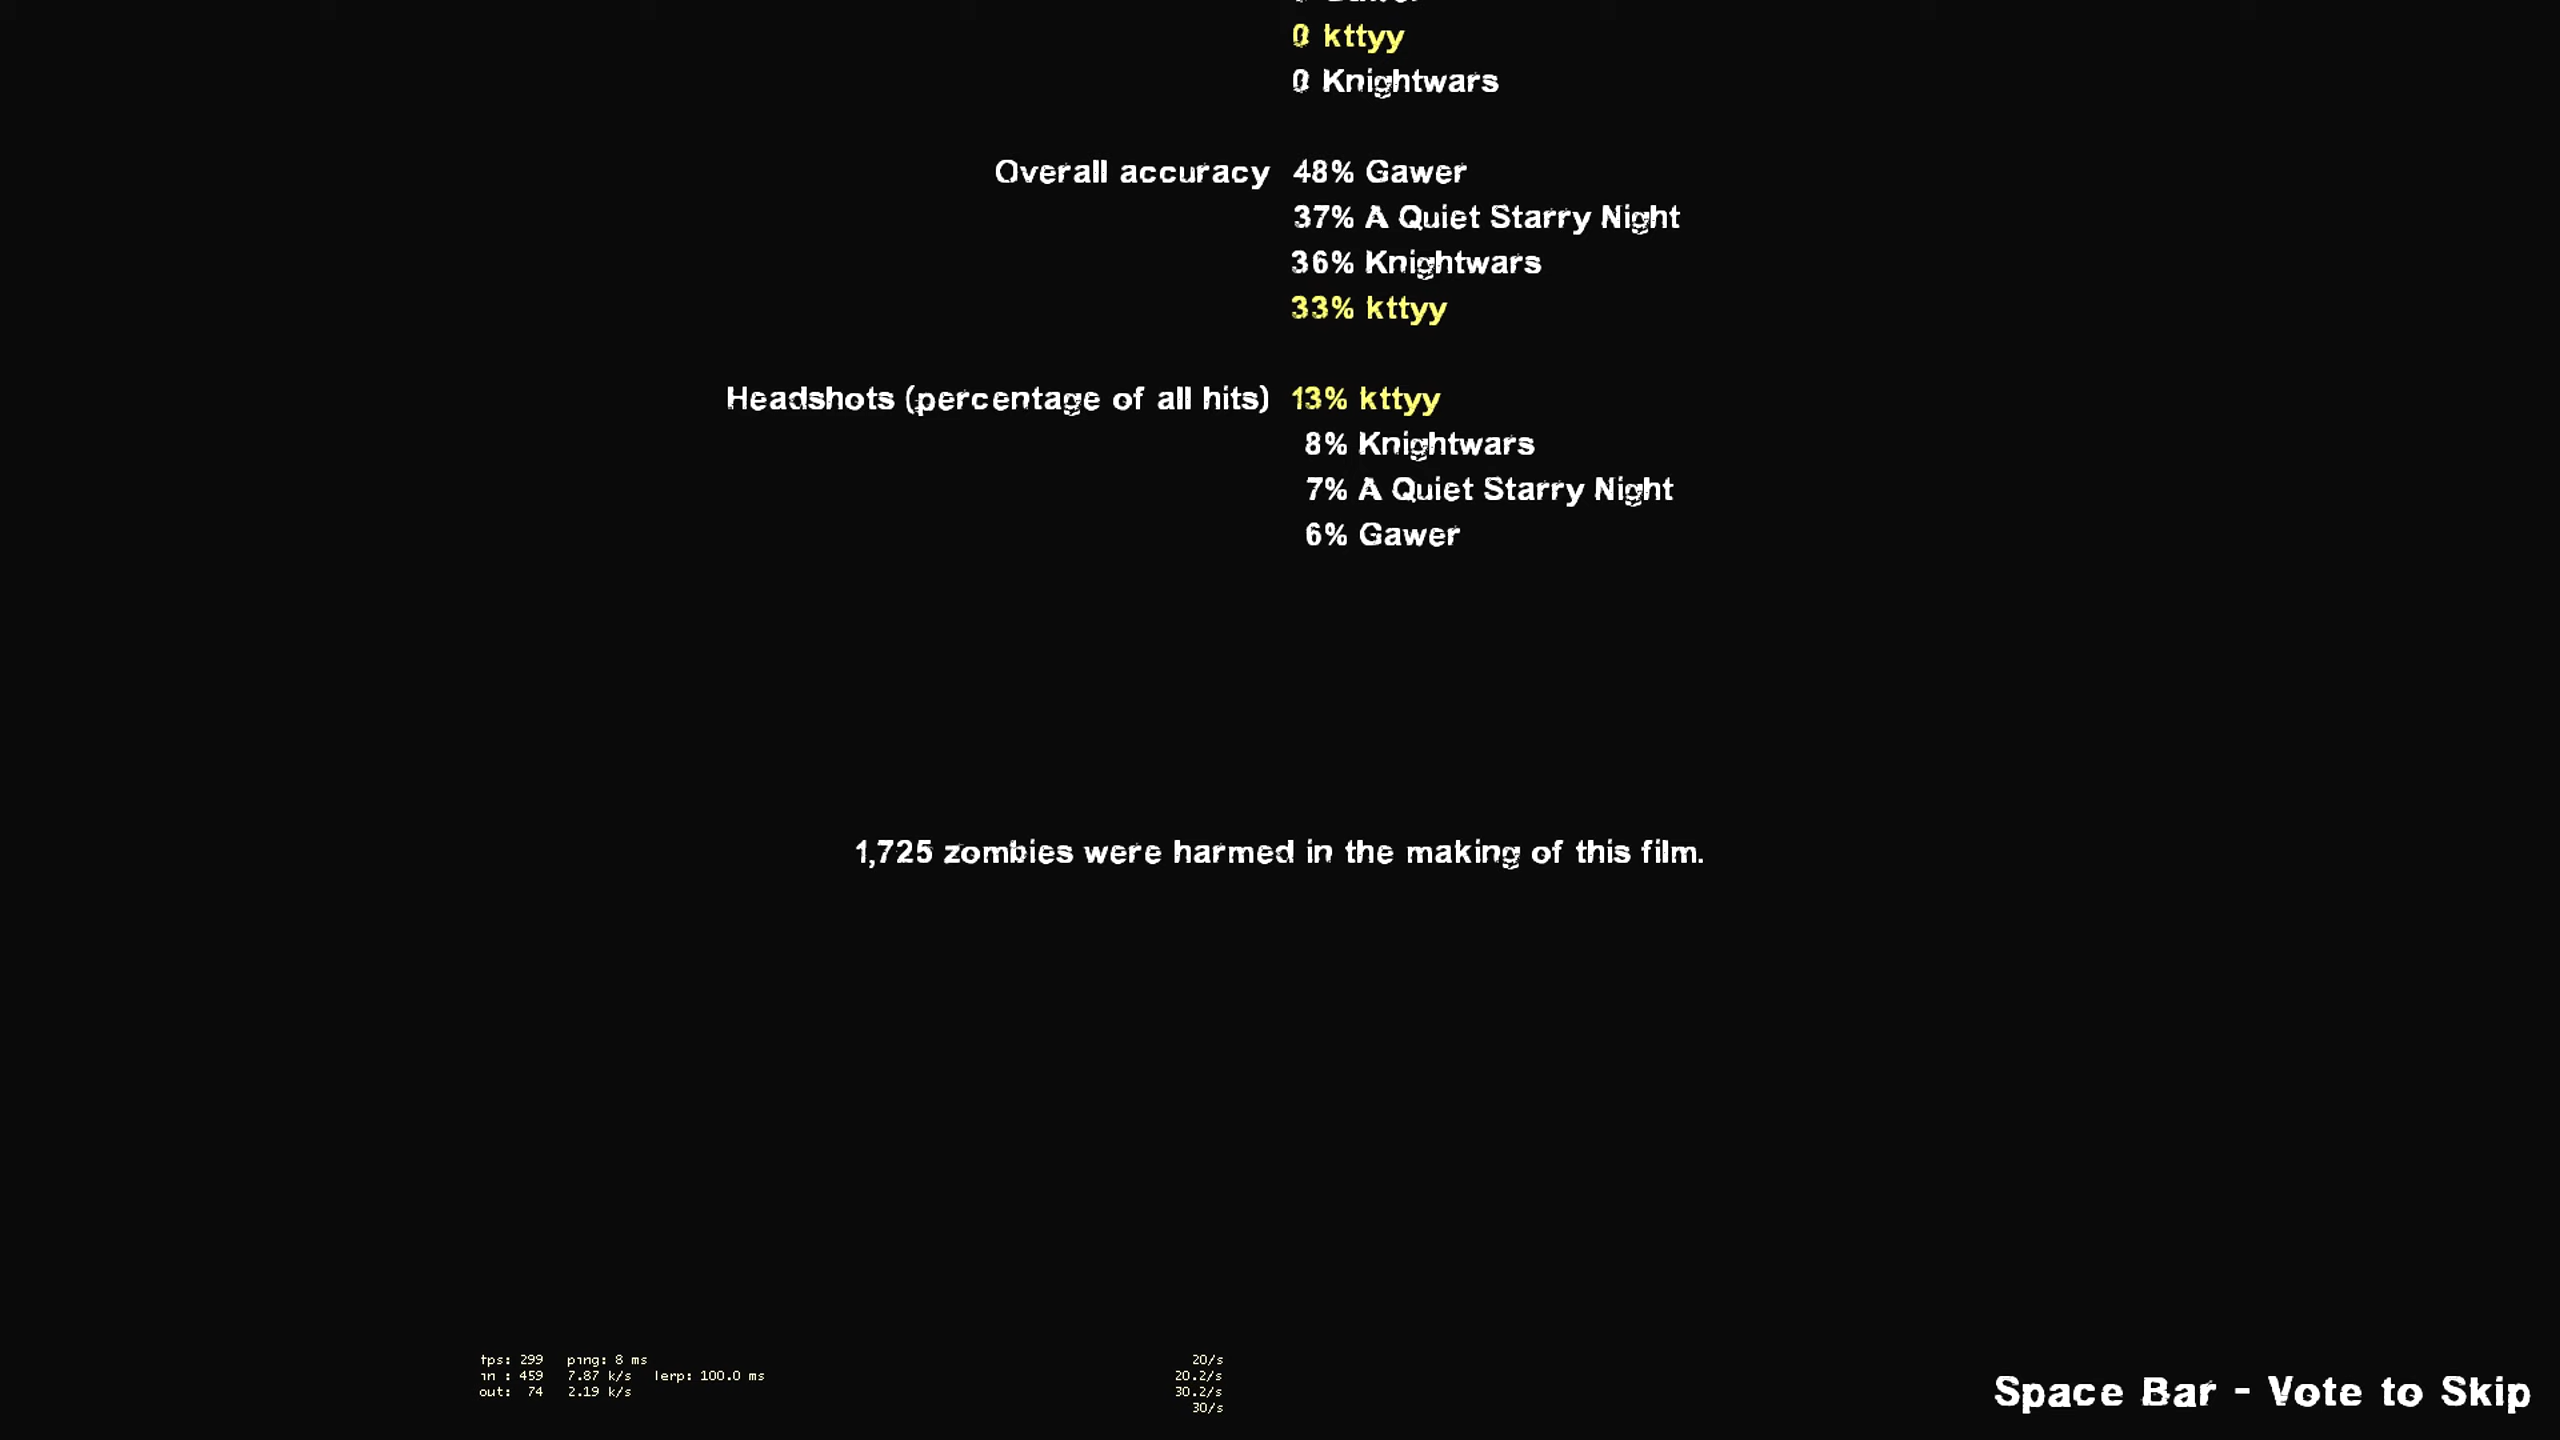 0 kttyy
0 Knightwars
Overall accuracy 48% Gawer
37% A Quiet Starry Night
36% Knightwars
33% kttyy
Headshots (percentage of all hits) 13% kttyy
8% Knightwars
7% A Quiet Starry Night
6% Gawer
1,725 zombies were harmed in the making of this film.
fps: 299 ping: 8 ms 20/s
in : 459 7.87 k/s lerp: 100.0 ms 20.2/s
out: 74 2.19 k/s 30.2/s
30/s
Space Bar - Vote to Skip